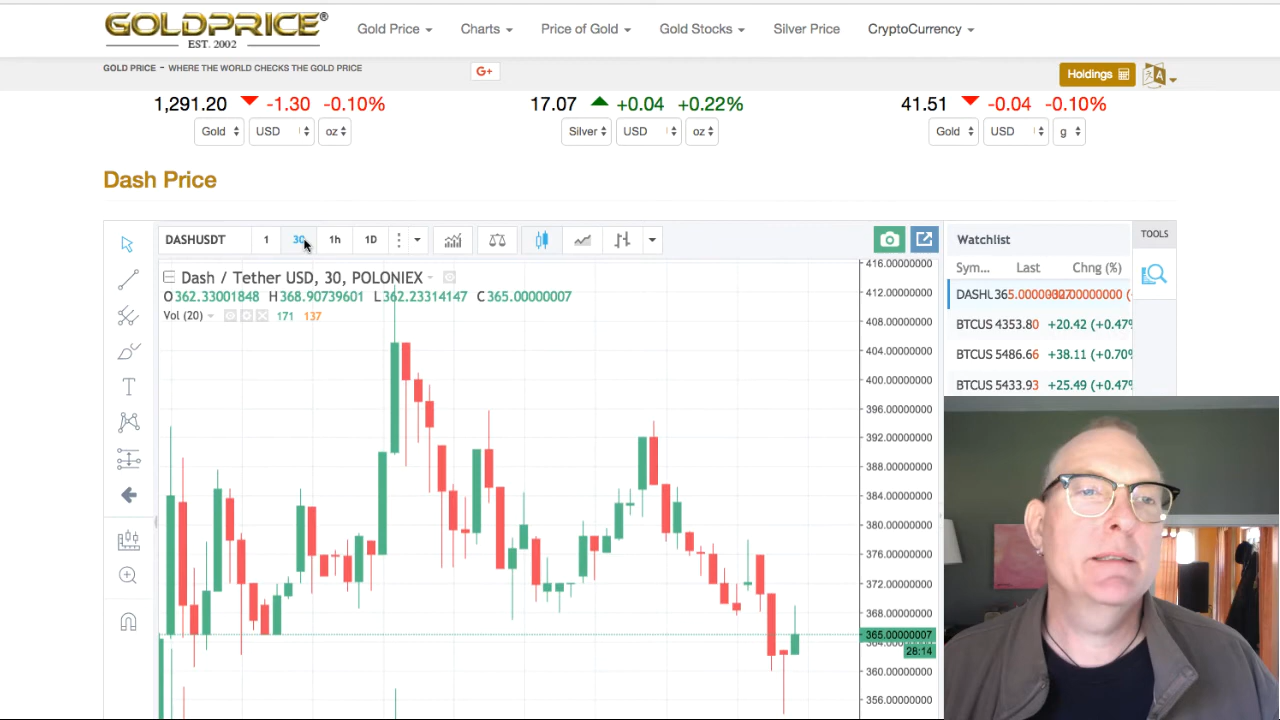 GOLDPRICE®
EST. 2002
Gold Price Charts Price of Gold Gold Stocks Silver Price CryptoCurrency
GOLD PRICE - WHERE THE WORLD CHECKS THE GOLD PRICE
G+
Holdings
A
1,291.20 -1.30 -0.10%
17.07 +0.04 +0.22%
41.51 -0.04 -0.10%
Gold USD oz
Silver USD oz
Gold USD g
Dash Price
DASHUSDT 1 30 1h 1D
Watchlist
TOOLS
Dash / Tether USD, 30, POLONIEX
O362.33001848 H368.90739601 L362.23314147 C365.00000007
Vol (20) 171 137
Sym... Last Chng (%)
DASHU 365.
BTCUS 4353.80 +20.42 (+0.47%
BTCUS 5486.66 +38.11 (+0.70%
BTCUS 5433.93 +25.49 (+0.47%
T
416.00000000
412.00000000
408.00000000
404.00000000
400.00000000
396.00000000
392.00000000
388.00000000
384.00000000
380.00000000
376.00000000
372.00000000
368.00000000
365.00000007
28:14
360.00000000
356.00000000